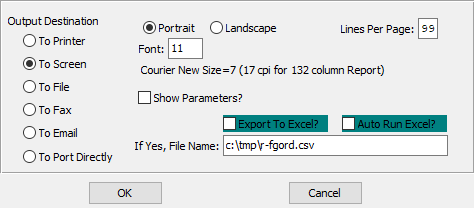 Output Destination
To Printer
To Screen
To File
To Fax
To Email
To Port Directly
Portrait Landscape Lines Per Page: 99
Font: 11
Courier New Size=7 (17 cpi for 132 column Report)
Show Parameters?
Export To Excel? Auto Run Excel?
If Yes, File Name: c:\tmp\r-fgord.csv
OK Cancel